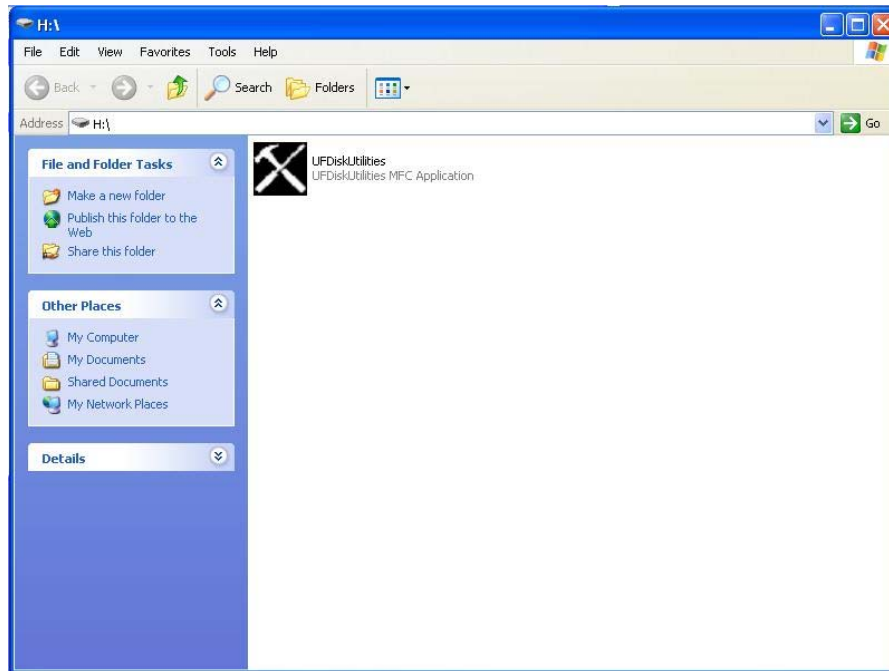 H:\
File Edit View Favorites Tools Help
Back Search Folders
Address H:\ Go
File and Folder Tasks
Make a new folder
Publish this folder to the
Web
Share this folder
Other Places
My Computer
My Documents
Shared Documents
My Network Places
Details
UFDiskUtilities
UFDiskUtilities MFC Application